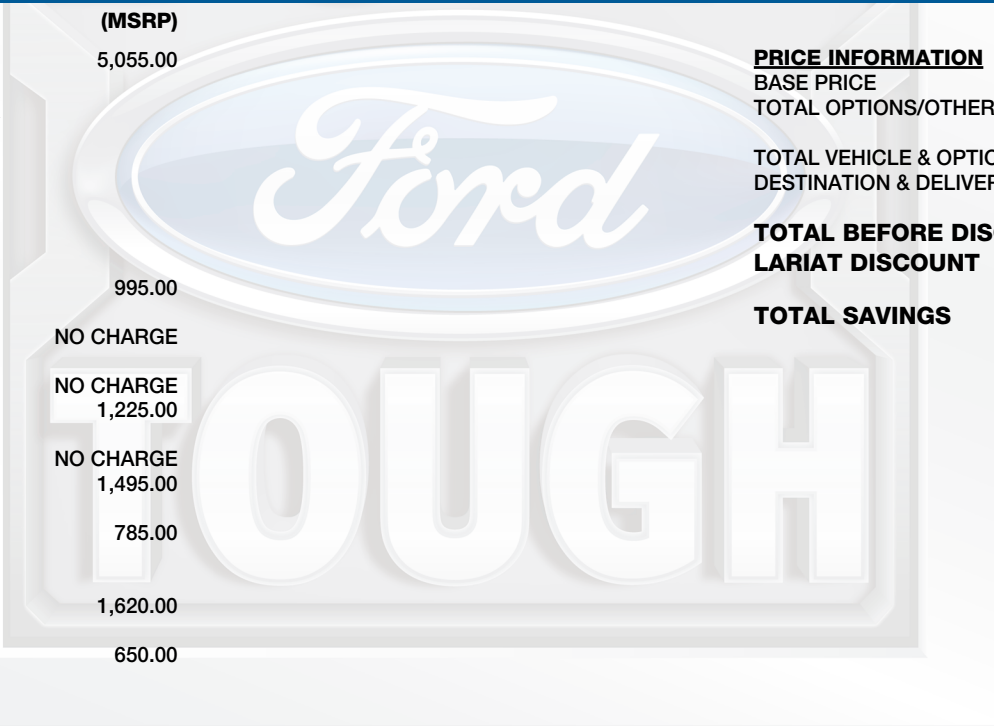 (MSRP)
5,055.00
995.00
NO CHARGE
NO CHARGE
1,225.00
NO CHARGE
1,495.00
785.00
1,620.00
650.00
PRICE INFORMATION
BASE PRICE
TOTAL OPTIONS/OTHER
TOTAL VEHICLE & OPTIO
DESTINATION & DELIVER
TOTAL BEFORE DISC
LARIAT DISCOUNT
TOTAL SAVINGS
Ford
TOUGH